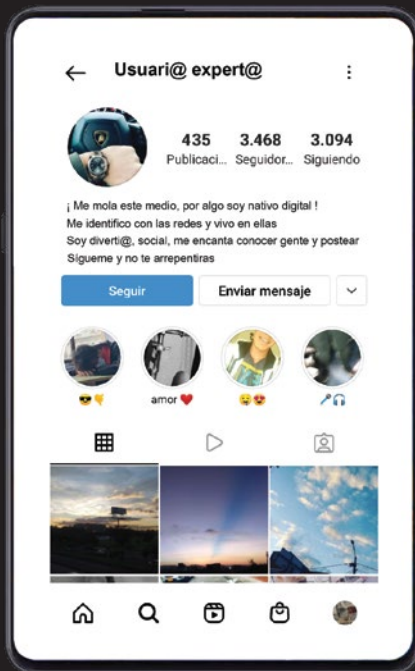 Usuari@ expert@
435 3.468 3.094
Publicaci... Seguidor... Siguiendo
¡ Me mola este medio, por algo soy nativo digital !
Me identifico con las redes y vivo en ellas
Soy diverti@, social, me encanta conocer gente y postear
Sigueme y no te arrepentiras
Seguir Enviar mensaje
amor